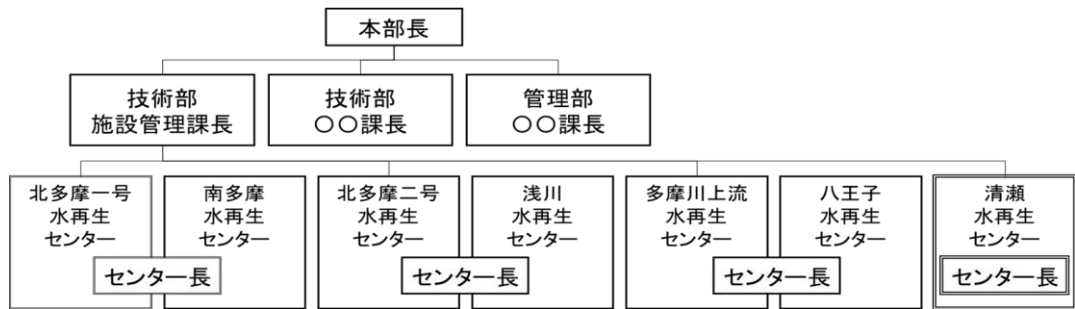 本部長
技術部
施設管理課長
技術部
〇〇課長
管理部
〇〇課長
北多摩一号
水再生
センター
南多摩
水再生
センター
センター長
北多摩二号
水再生
センター
浅川
水再生
センター
センター長
多摩川上流
水再生
センター
八王子
水再生
センター
センター長
清瀬
水再生
センター
センター長